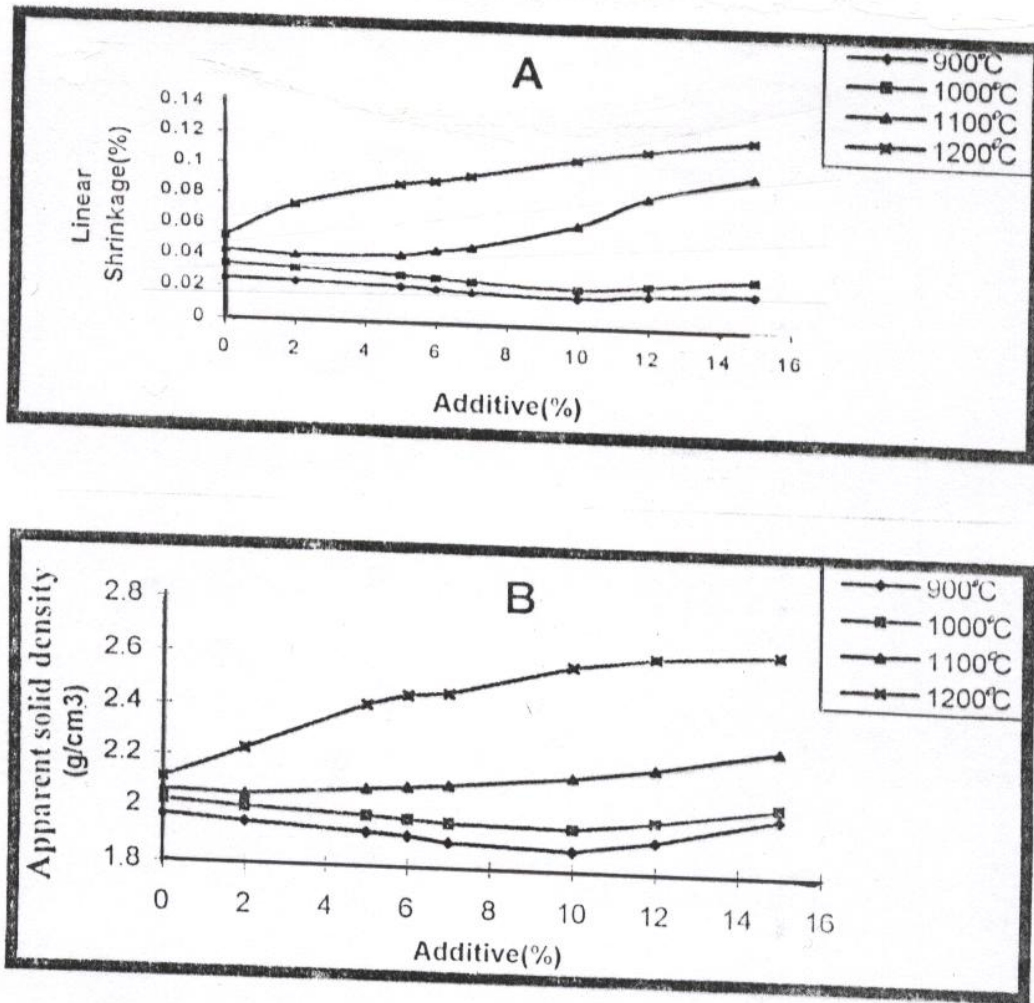 A
900°C
1000°C
1100°C
1200°C
Linear
Shrinkage(%)
0.14
0.12
0.1
0.08
0.06
0.04
0.02
0
0 2 4 6 8 10 12 14 16
Additive(%)
B
900°C
1000°C
1100°C
1200°C
Apparent solid density
(g/cm3)
2.8
2.6
2.4
2.2
2
1.8
0 2 4 6 8 10 12 14 16
Additive(%)